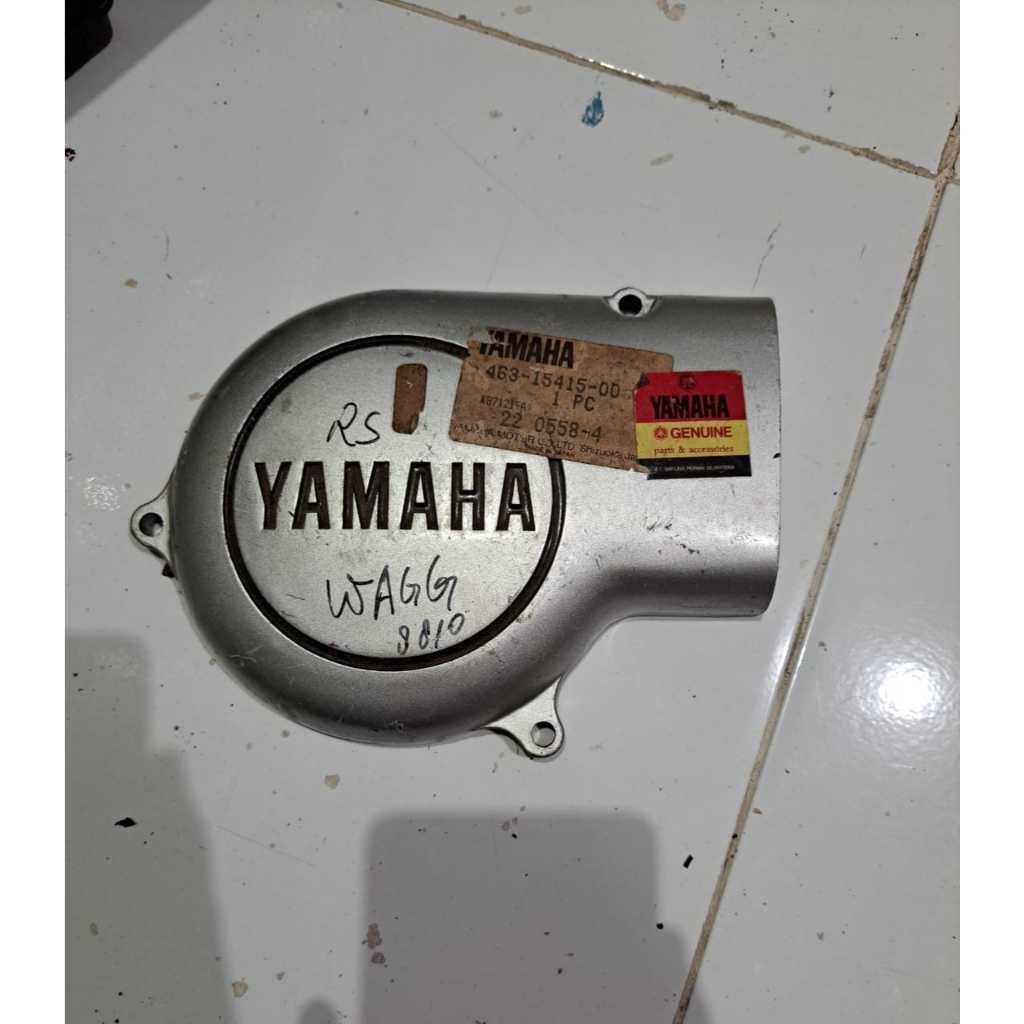 YAMAHA
463-15415-00
1 PC
22 0558-4
YAMAHA
GENUINE
parts & accessories
RS
YAMAHA
WAGG
8810